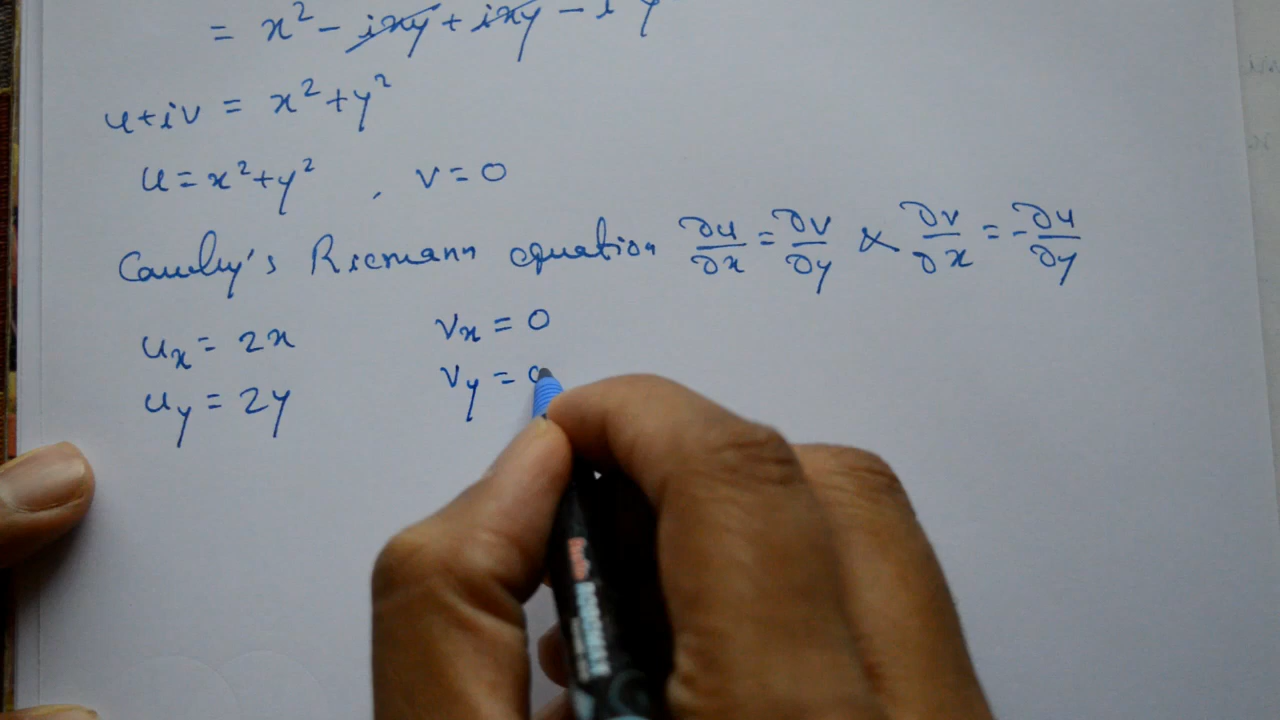 = x² - ixy + ixy - i y
u+iv = x²+y²
u = x²+y² , v = 0
Cauchy's Riemann equation ∂u/∂x = ∂v/∂y & ∂v/∂x = -∂u/∂y
uₓ = 2x vₓ = 0
u_y = 2y v_y = 0